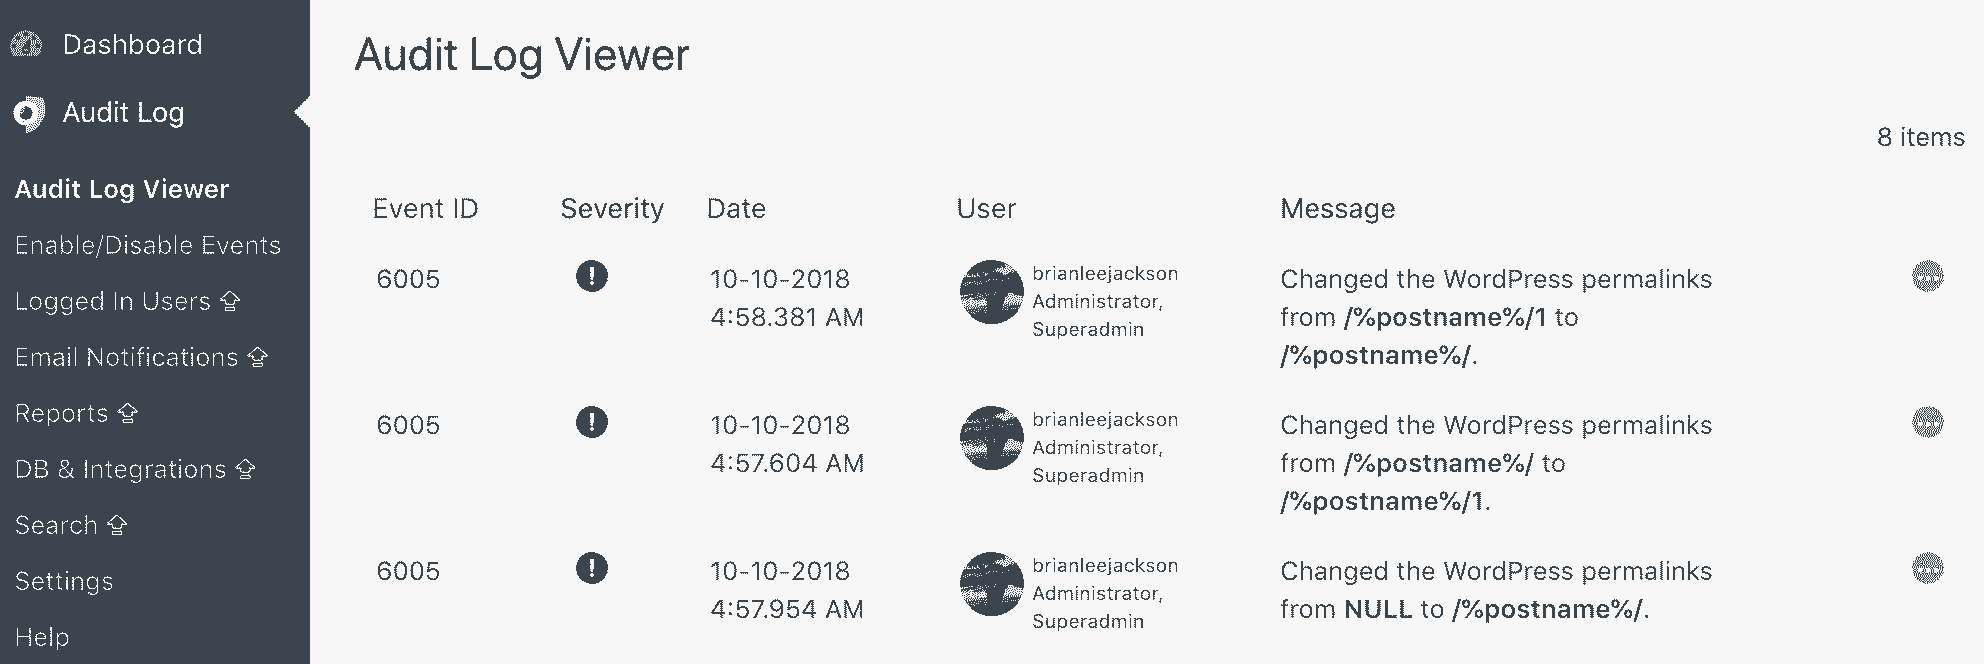 Dashboard
Audit Log
Audit Log Viewer
Enable/Disable Events
Logged In Users
Email Notifications
Reports
DB & Integrations
Search
Settings
Help
Audit Log Viewer
8 items
Event ID Severity Date User Message
6005
10-10-2018
4:58.381 AM
brianleejackson
Administrator,
Superadmin
Changed the WordPress permalinks
from /%postname%/1 to
/%postname%/.
6005
10-10-2018
4:57.604 AM
brianleejackson
Administrator,
Superadmin
Changed the WordPress permalinks
from /%postname%/ to
/%postname%/1.
6005
10-10-2018
4:57.954 AM
brianleejackson
Administrator,
Superadmin
Changed the WordPress permalinks
from NULL to /%postname%/.